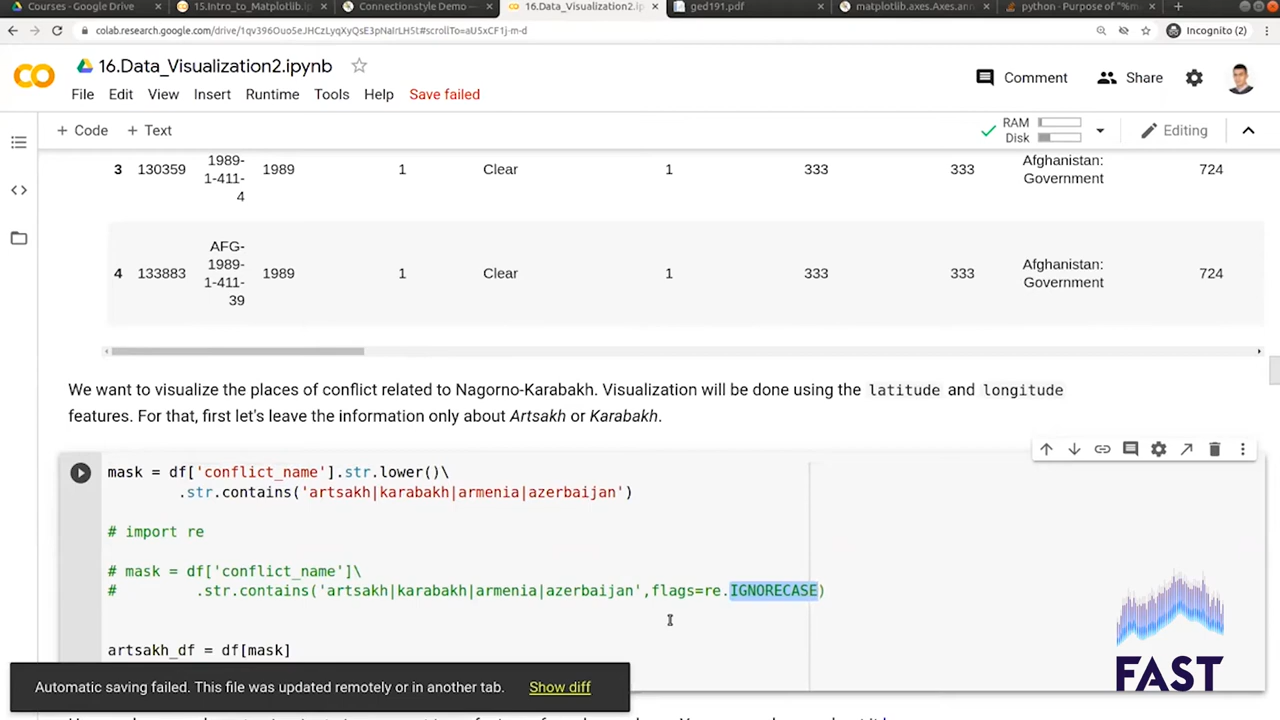 Courses - Google Drive
15.Intro_to_Matplotlib.ip
Connectionstyle Demo —
16.Data_Visualization2.ip
ged191.pdf
matplotlib.axes.Axes.ann
python - Purpose of "%m
colab.research.google.com/drive/1qv396Ouo5eJHCzLyqXyQsE3pNaIrLH5t#scrollTo=aU5xCF1j-m-d
Incognito (2)
CO
16.Data_Visualization2.ipynb
Comment
Share
File Edit View Insert Runtime Tools Help Save failed
+ Code + Text
RAM
Disk
Editing
3 130359 1989-
1-411-
4 1989 1 Clear 1 333 333 Afghanistan:
Government 724
4 133883 AFG-
1989-
1-411-
39 1989 1 Clear 1 333 333 Afghanistan:
Government 724
We want to visualize the places of conflict related to Nagorno-Karabakh. Visualization will be done using the latitude and longitude
features. For that, first let's leave the information only about Artsakh or Karabakh.
mask = df['conflict_name'].str.lower()\
.str.contains('artsakh|karabakh|armenia|azerbaijan')
# import re
# mask = df['conflict_name']\
# .str.contains('artsakh|karabakh|armenia|azerbaijan',flags=re.IGNORECASE)
artsakh_df = df[mask]
Automatic saving failed. This file was updated remotely or in another tab. Show diff
FAST